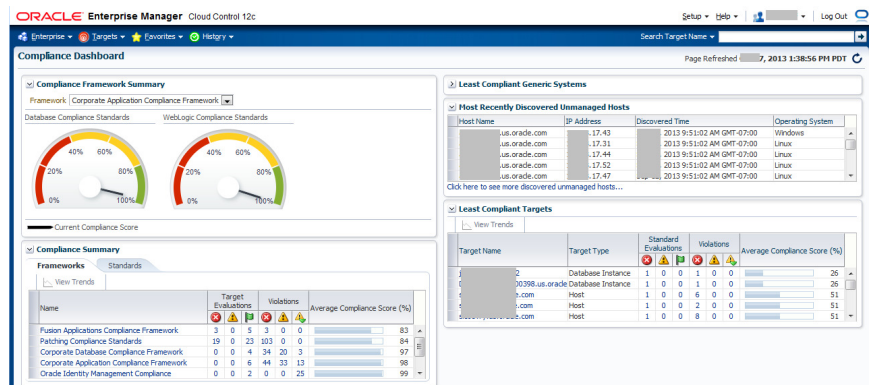 ORACLE Enterprise Manager Cloud Control 12c
Setup Help Log Out
Enterprise Targets Favorites History
Search Target Name
Compliance Dashboard
Page Refreshed 7, 2013 1:38:56 PM PDT
Compliance Framework Summary
Framework Corporate Application Compliance Framework
Database Compliance Standards WebLogic Compliance Standards
40% 60%
20% 80%
0% 100%
40% 60%
20% 80%
0% 100%
Current Compliance Score
Compliance Summary
Frameworks Standards
View Trends
Name Target Evaluations Violations Average Compliance Score (%)
Fusion Applications Compliance Framework 3 0 5 3 0 0 83
Patching Compliance Standards 19 0 23 103 0 0 84
Corporate Database Compliance Framework 0 0 4 34 20 3 97
Corporate Application Compliance Framework 0 0 6 44 33 13 98
Oracle Identity Management Compliance 0 0 2 0 0 25 99
Least Compliant Generic Systems
Most Recently Discovered Unmanaged Hosts
Host Name IP Address Discovered Time Operating System
.us.oracle.com .17.43 2013 9:51:02 AM GMT-07:00 Windows
.us.oracle.com .17.31 2013 9:51:02 AM GMT-07:00 Linux
.us.oracle.com .17.44 2013 9:51:02 AM GMT-07:00 Linux
.us.oracle.com .17.52 2013 9:51:02 AM GMT-07:00 Linux
.us.oracle.com .17.47 2013 9:51:02 AM GMT-07:00 Linux
Click here to see more discovered unmanaged hosts...
Least Compliant Targets
View Trends
Target Name Target Type Standard Evaluations Violations Average Compliance Score (%)
2 Database Instance 1 0 0 1 0 0 26
00398.us.oracle Database Instance 1 0 0 1 0 0 26
.com Host 1 0 0 6 0 0 51
.com Host 1 0 0 2 0 0 51
Host 1 0 0 8 0 0 51